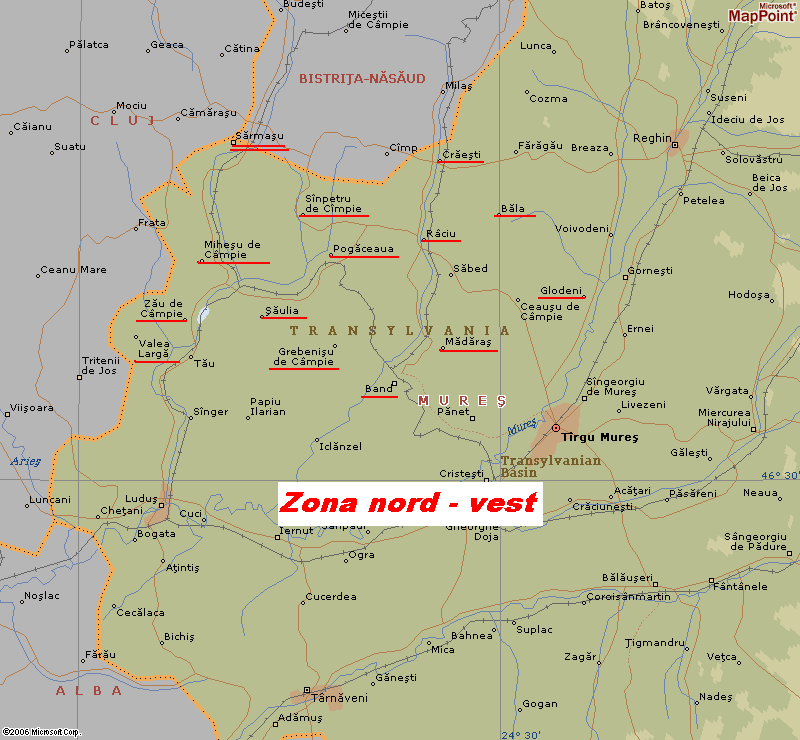 Budeşti
Miceştii
de Câmpie
Batoş
Brâncoveneşti
Microsoft®
MapPoint®
Pălatca
Geaca
Cătina
Lunca
BISTRIŢA-NĂSĂUD
Milaş
Cozma
Suseni
Ideciu de Jos
Mociu
Cămăraşu
CLUJ
Căianu
Suatu
Sărmaşu
Cîmp
Crăeşti
Fărăgău
Breaza
Reghin
Solovăstru
Beica
de Jos
Petelea
Sînpetru
de Cîmpie
Băla
Frata
Râciu
Voivodeni
Miheşu de
Câmpie
Pogăceaua
Săbed
Gorneşti
Ceanu Mare
Glodeni
Hodoşa
Zău de
Câmpie
Şăulia
Ceauşu de
Câmpie
TRANSYLVANIA
Ernei
Valea
Largă
Mădăraş
Grebenişu
de Câmpie
Tău
Tritenii
de Jos
Band
Sîngeorgiu
de Mureş
Vărgata
MUREŞ
Livezeni
Viişoara
Papiu
Ilarian
Sînger
Pănet
Miercurea
Nirajului
Mureş
Tîrgu Mureş
Iclănzel
Găleşti
Arieş
Transylvanian
Basin
Cristeşti
46° 30'
Luncani
Luduş
Zona nord - vest
Acăţari
Păsăreni
Neaua
Cheţani
Cuci
Crăciuneşti
Iernut
Sânpaul
Gheorghe
Doja
Bogata
Sângeorgiu
de Pădure
Ogra
Aţintiş
Bălăuşeri
Fântânele
Noşlac
Cucerdea
Coroisânmartin
Cecălaca
Suplac
Bahnea
Bichiş
Mica
Ţigmandru
Fărău
Zagăr
Veţca
ALBA
Găneşti
Târnăveni
Nadeş
Gogan
Adămuş
©2006 Microsoft Corp.
24° 30'